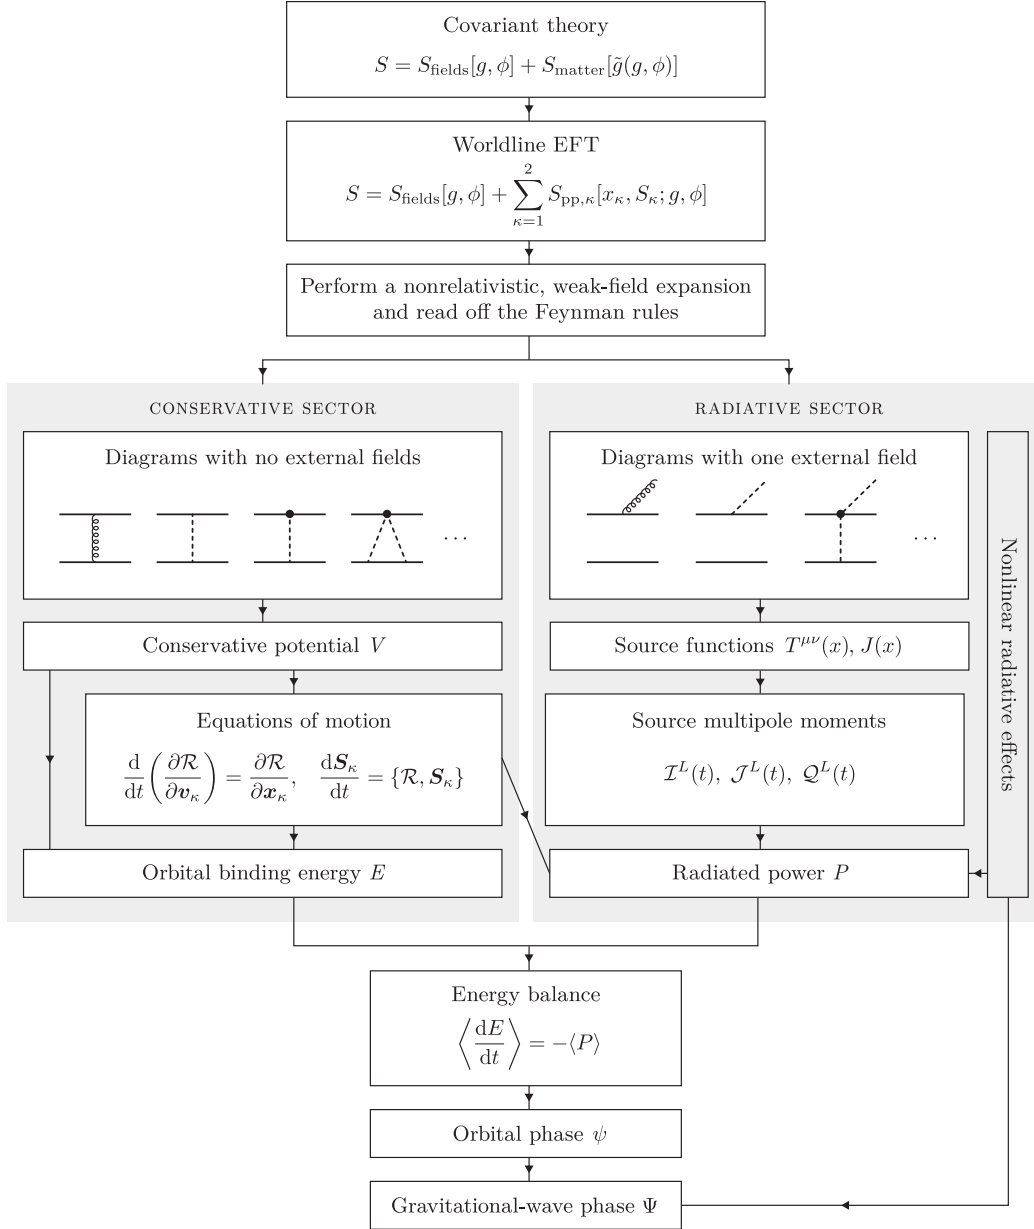 Covariant theory
S = S_fields[g, ϕ] + S_matter[g̃(g, ϕ)]
Worldline EFT
S = S_fields[g, ϕ] + ∑_{κ=1}^{2} S_{pp,κ}[x_κ, S_κ; g, ϕ]
Perform a nonrelativistic, weak-field expansion
and read off the Feynman rules
CONSERVATIVE SECTOR
Diagrams with no external fields
...
Conservative potential V
Equations of motion
d/dt (∂ℛ/∂𝒗_κ) = ∂ℛ/∂𝒙_κ, d𝑺_κ/dt = {ℛ, 𝑺_κ}
Orbital binding energy E
RADIATIVE SECTOR
Diagrams with one external field
...
Source functions T^{μν}(x), J(x)
Source multipole moments
ℐ^L(t), 𝒥^L(t), 𝒬^L(t)
Radiated power P
Nonlinear radiative effects
Energy balance
⟨dE/dt⟩ = −⟨P⟩
Orbital phase ψ
Gravitational-wave phase Ψ